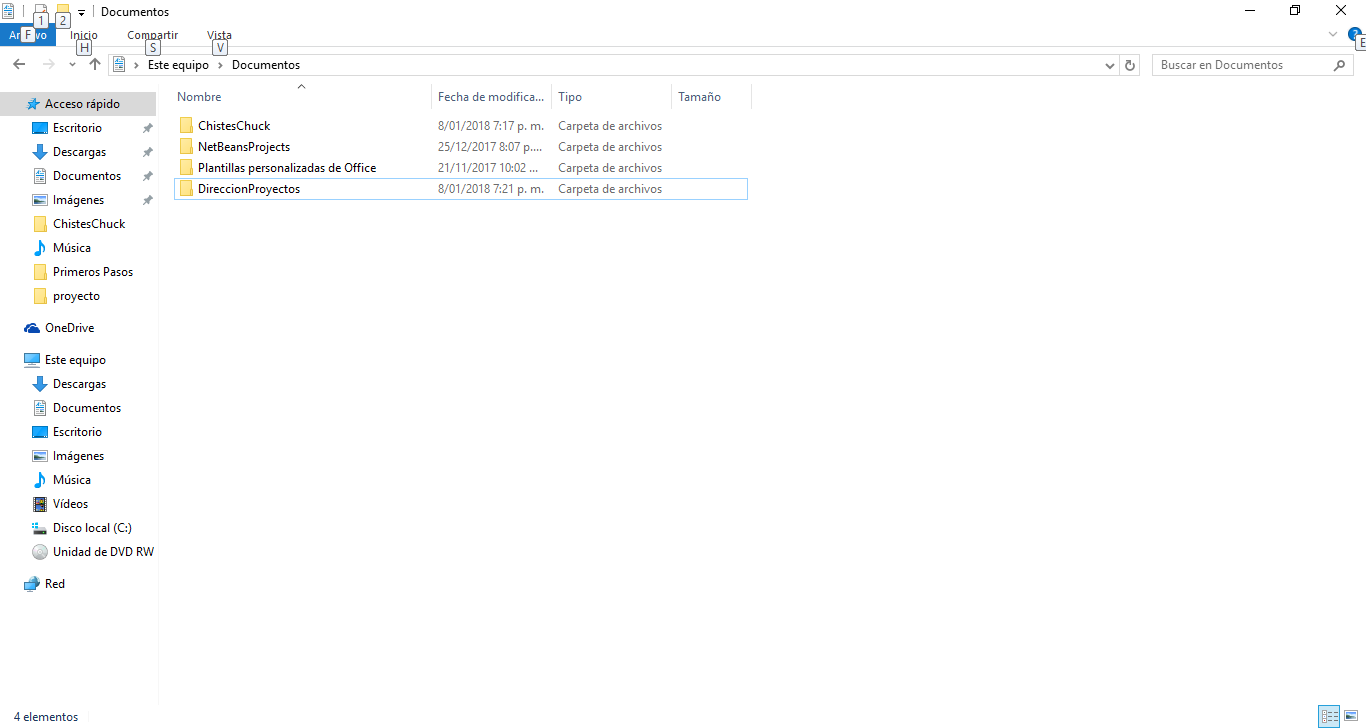 1 2 Documentos
Archivo F Inicio Compartir Vista
H S V E
Este equipo > Documentos
Buscar en Documentos
Nombre Fecha de modifica... Tipo Tamaño
ChistesChuck 8/01/2018 7:17 p. m. Carpeta de archivos
NetBeansProjects 25/12/2017 8:07 p.... Carpeta de archivos
Plantillas personalizadas de Office 21/11/2017 10:02 ... Carpeta de archivos
DireccionProyectos 8/01/2018 7:21 p. m. Carpeta de archivos
Acceso rápido
Escritorio
Descargas
Documentos
Imágenes
ChistesChuck
Música
Primeros Pasos
proyecto
OneDrive
Este equipo
Descargas
Documentos
Escritorio
Imágenes
Música
Vídeos
Disco local (C:)
Unidad de DVD RW
Red
4 elementos